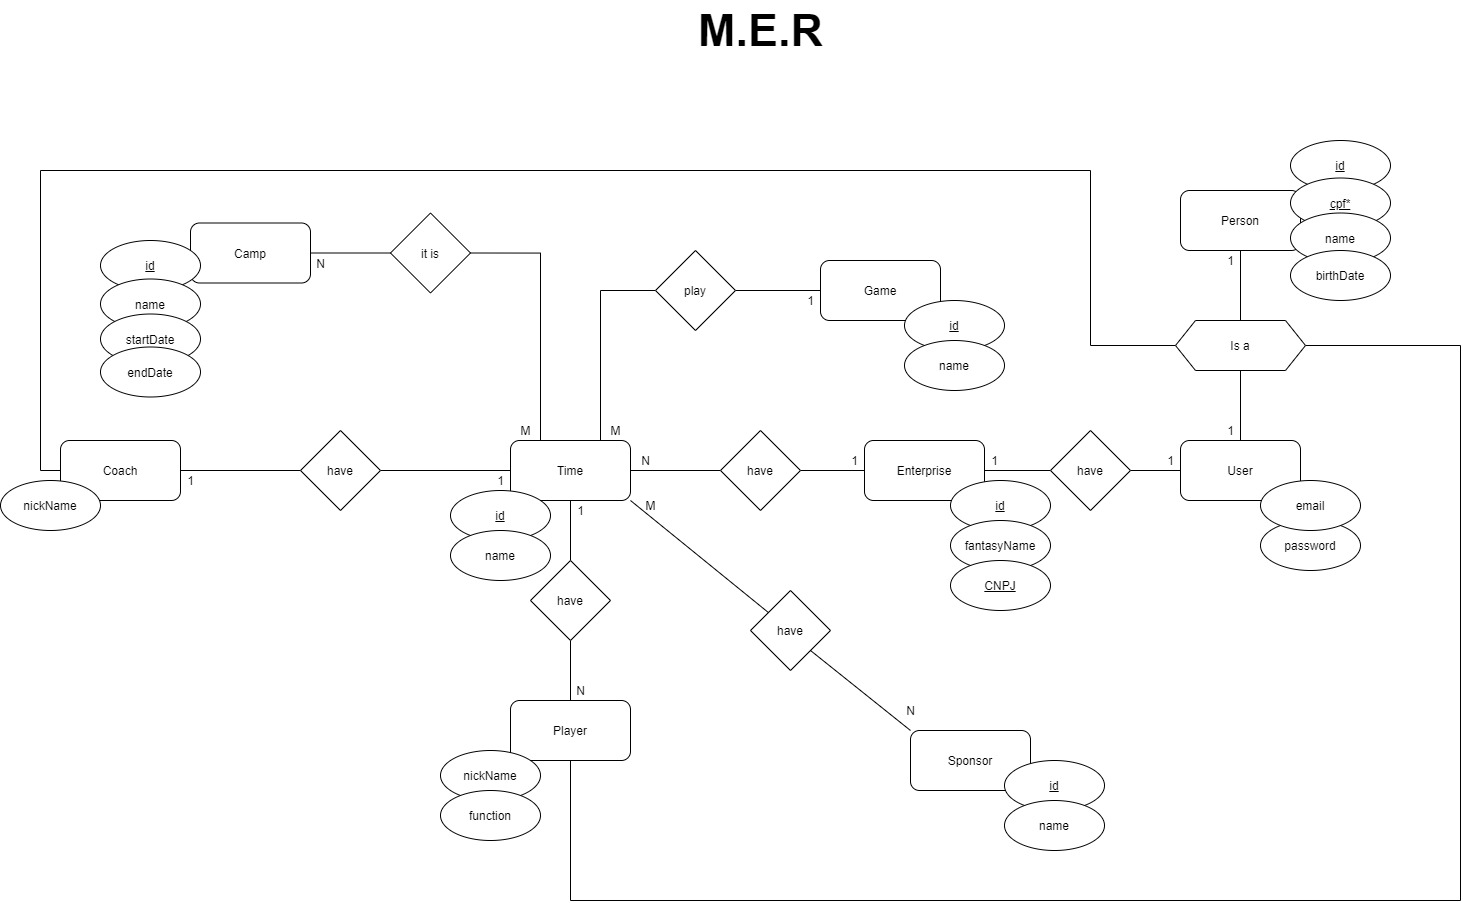 M.E.R
id
cpf*
name
birthDate
Person
1
Camp
N
it is
id
name
startDate
endDate
play
1
Game
id
name
Is a
M
M
1
Coach
1
have
1
Time
N
have
1
Enterprise
1
have
1
User
nickName
id
name
1
M
id
fantasyName
CNPJ
email
password
have
have
N
N
Player
nickName
function
Sponsor
id
name